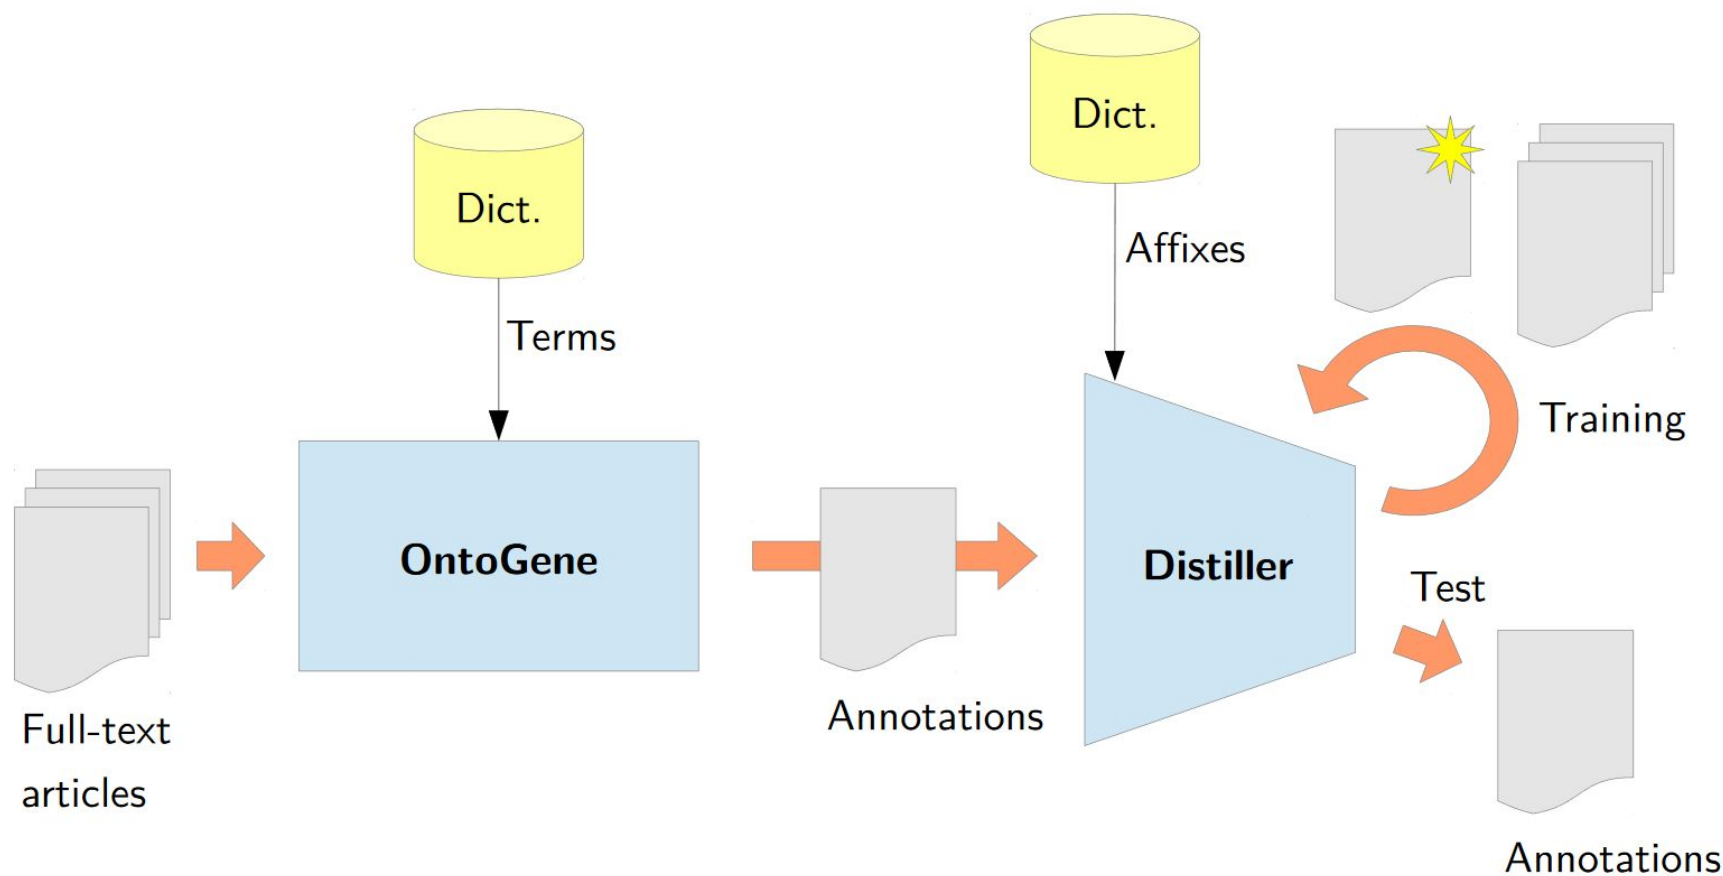 Dict.
Dict.
Affixes
Terms
Training
OntoGene
Distiller
Test
Annotations
Full-text
articles
Annotations